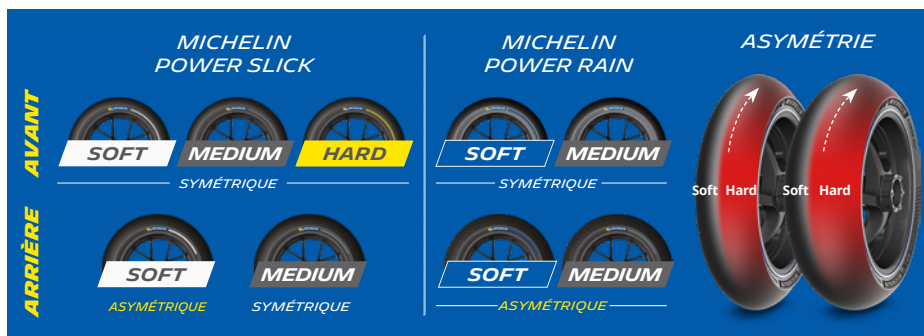 MICHELIN
POWER SLICK
MICHELIN
POWER RAIN
ASYMÉTRIE
AVANT
SOFT
MEDIUM
HARD
SYMÉTRIQUE
SOFT
MEDIUM
SYMÉTRIQUE
Soft Hard
Soft Hard
ARRIÈRE
SOFT
ASYMÉTRIQUE
MEDIUM
SYMÉTRIQUE
SOFT
MEDIUM
ASYMÉTRIQUE